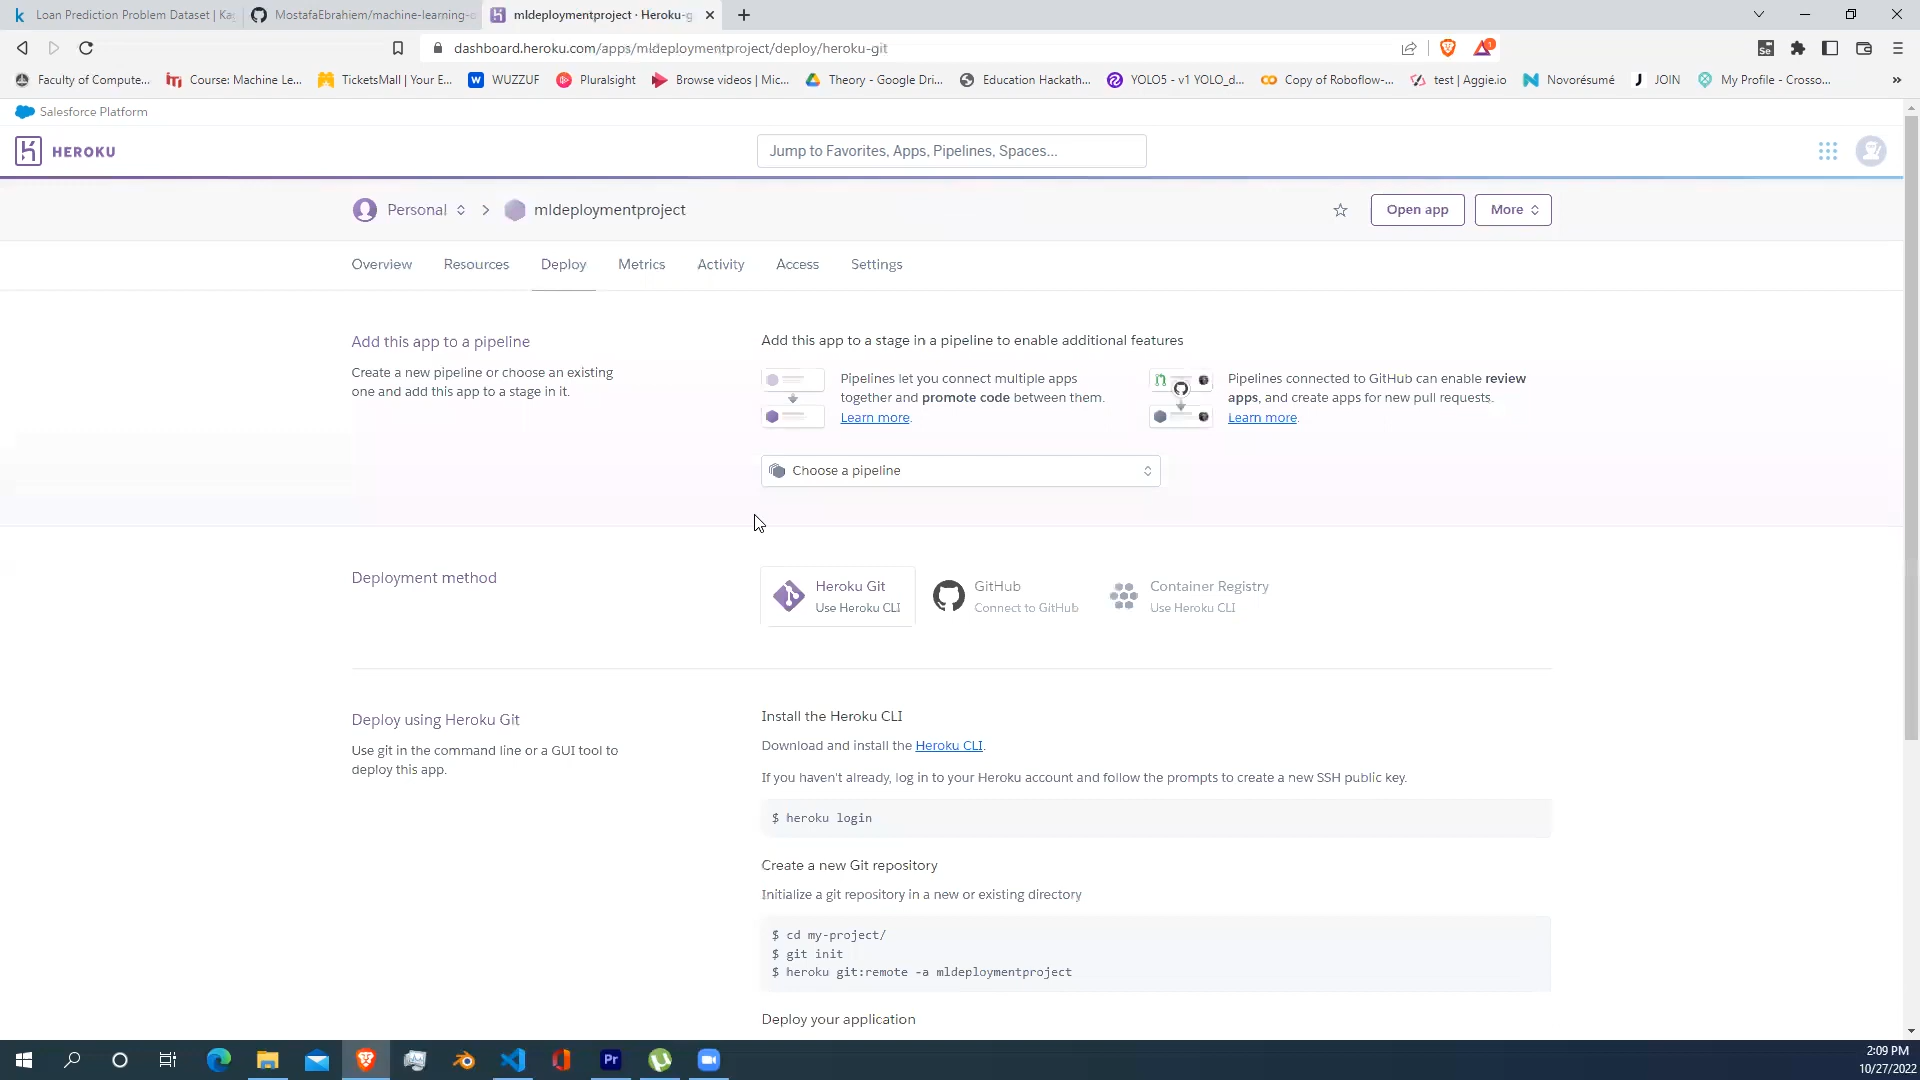 Loan Prediction Problem Dataset | Kag
MostafaEbrahiem/machine-learning-c
mldeploymentproject · Heroku-g
dashboard.heroku.com/apps/mldeploymentproject/deploy/heroku-git
Faculty of Compute...
Course: Machine Le...
TicketsMall | Your E...
WUZZUF
Pluralsight
Browse videos | Mic...
Theory - Google Dri...
Education Hackath...
YOLO5 - v1 YOLO_d...
Copy of Roboflow-...
test | Aggie.io
Novorésumé
JOIN
My Profile - Crosso...
»
Salesforce Platform
HEROKU
Jump to Favorites, Apps, Pipelines, Spaces...
Personal
mldeploymentproject
Open app
More
Overview
Resources
Deploy
Metrics
Activity
Access
Settings
Add this app to a pipeline
Create a new pipeline or choose an existing
one and add this app to a stage in it.
Add this app to a stage in a pipeline to enable additional features
Pipelines let you connect multiple apps
together and promote code between them.
Learn more.
Pipelines connected to GitHub can enable review
apps, and create apps for new pull requests.
Learn more.
Choose a pipeline
Deployment method
Heroku Git
Use Heroku CLI
GitHub
Connect to GitHub
Container Registry
Use Heroku CLI
Deploy using Heroku Git
Use git in the command line or a GUI tool to
deploy this app.
Install the Heroku CLI
Download and install the Heroku CLI.
If you haven't already, log in to your Heroku account and follow the prompts to create a new SSH public key.
$ heroku login
Create a new Git repository
Initialize a git repository in a new or existing directory
$ cd my-project/
$ git init
$ heroku git:remote -a mldeploymentproject
Deploy your application
Pr
2:09 PM
10/27/2022